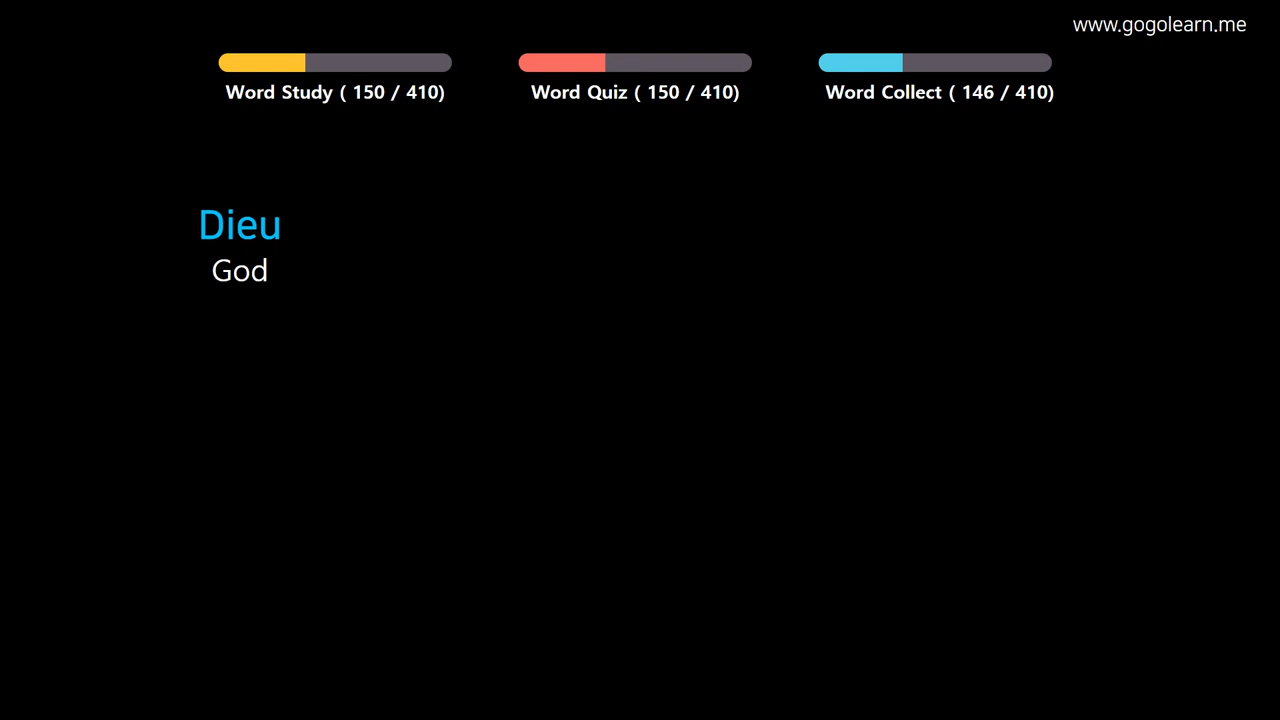 www.gogolearn.me
Word Study ( 150 / 410)
Word Quiz ( 150 / 410)
Word Collect ( 146 / 410)
Dieu
God